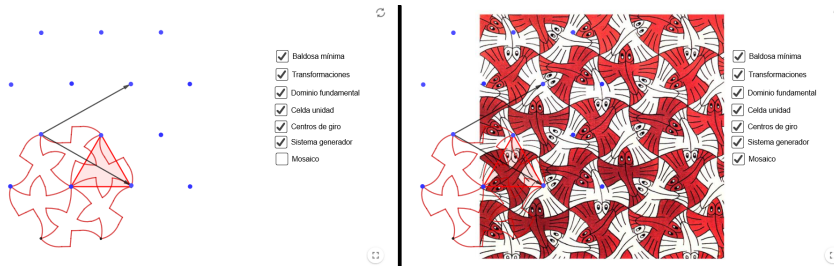 Baldosa mínima
Transformaciones
Dominio fundamental
Celda unidad
Centros de giro
Sistema generador
Mosaico
Baldosa mínima
Transformaciones
Dominio fundamental
Celda unidad
Centros de giro
Sistema generador
Mosaico